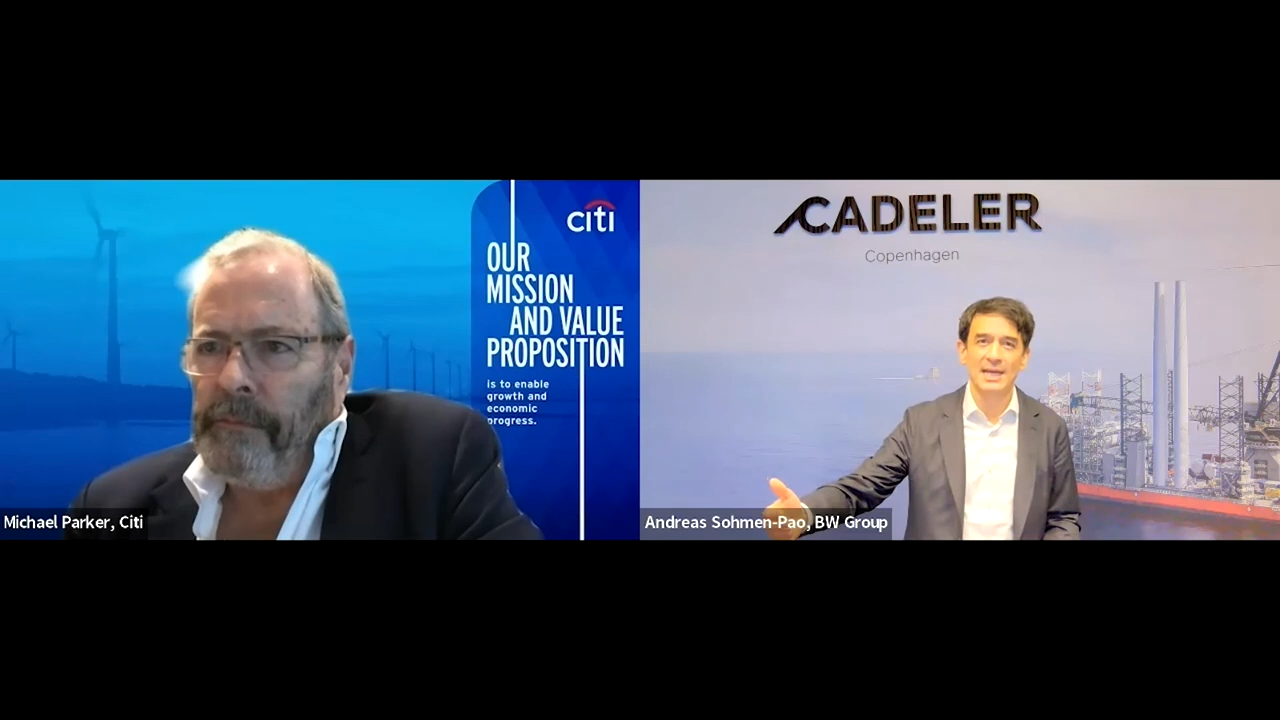 citi
OUR
MISSION
AND VALUE
PROPOSITION
is to enable
growth and
economic
progress.
Michael Parker, Citi
CADELER
Copenhagen
Andreas Sohmen-Pao, BW Group